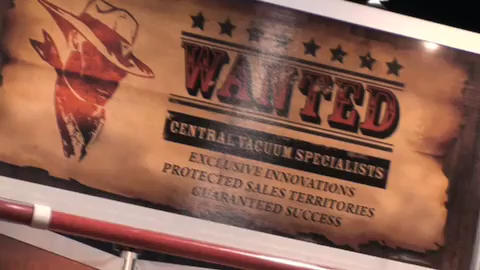 WANTED
CENTRAL VACUUM SPECIALISTS
EXCLUSIVE INNOVATIONS
PROTECTED SALES TERRITORIES
GUARANTEED SUCCESS